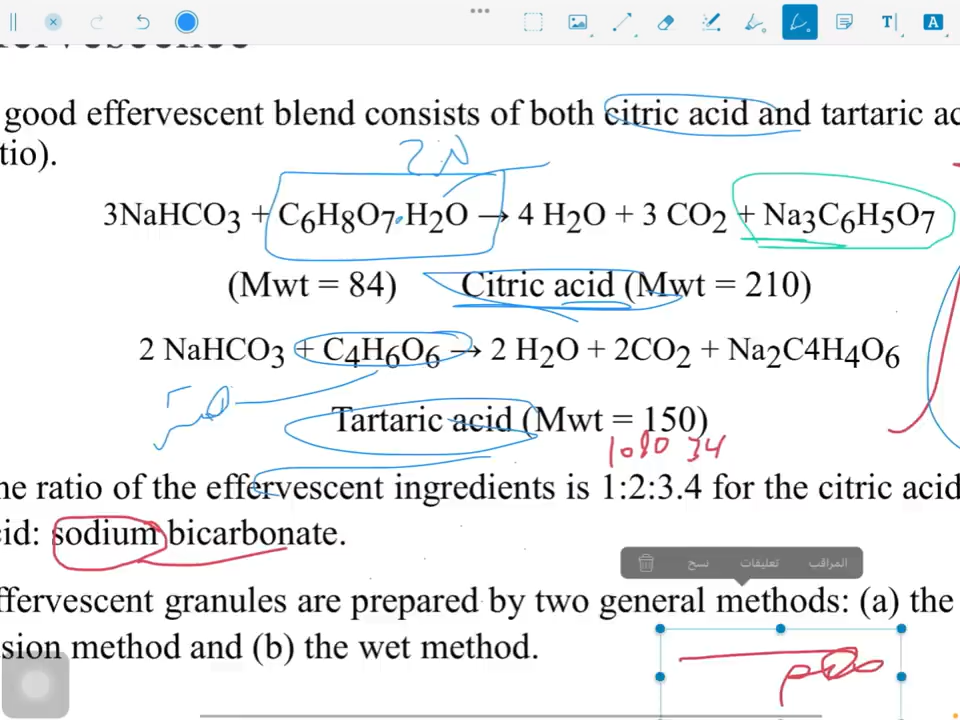 good effervescent blend consists of both citric acid and tartaric ac
tio).
3NaHCO3 + C6H8O7·H2O → 4 H2O + 3 CO2 + Na3C6H5O7
(Mwt = 84) Citric acid (Mwt = 210)
2 NaHCO3 + C4H6O6 → 2 H2O + 2CO2 + Na2C4H4O6
Tartaric acid (Mwt = 150)
34
ne ratio of the effervescent ingredients is 1:2:3.4 for the citric acid
cid: sodium bicarbonate.
المراقب تعليقات نسخ
ffervescent granules are prepared by two general methods: (a) the
sion method and (b) the wet method.